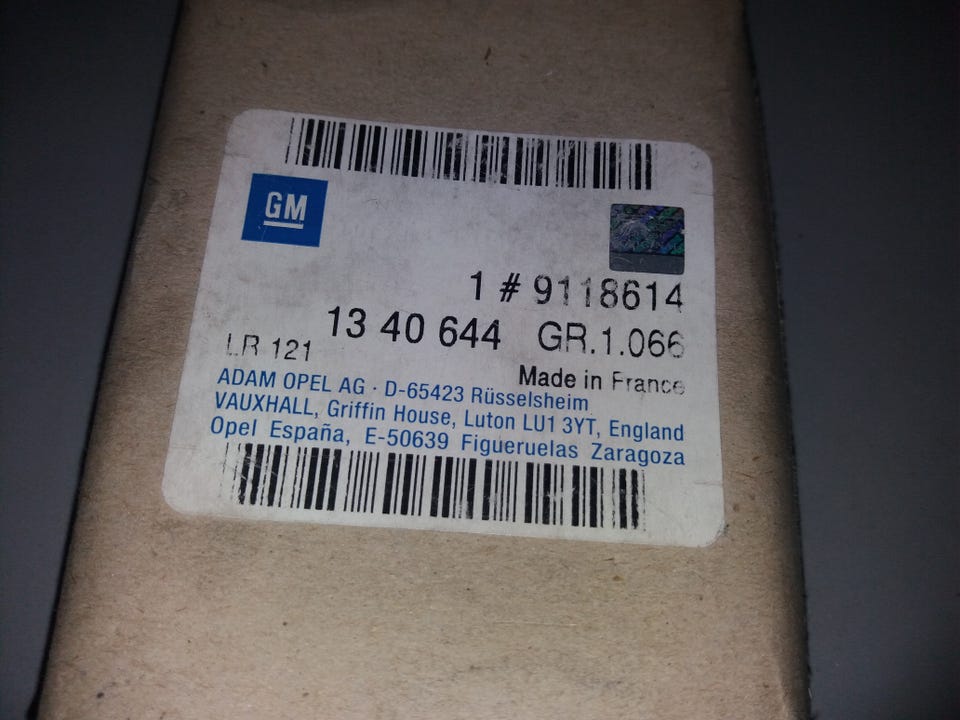 GM
1 # 9118614
13 40 644 GR.1.066
LR 121
Made in France
ADAM OPEL AG · D-65423 Rüsselsheim
VAUXHALL, Griffin House, Luton LU1 3YT, England
Opel España, E-50639 Figueruelas Zaragoza